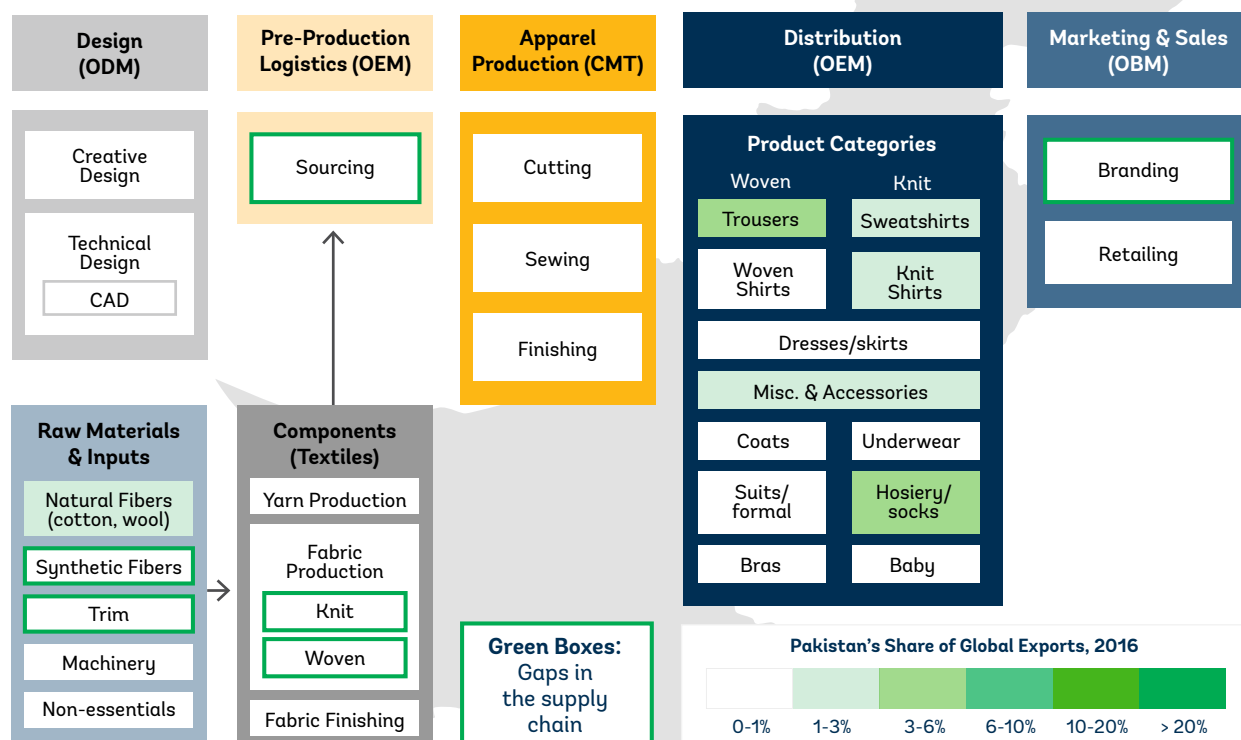 Design
(ODM)
Creative
Design
Technical
Design
CAD
Pre-Production
Logistics (OEM)
Sourcing
Apparel
Production (CMT)
Cutting
Sewing
Finishing
Distribution
(OEM)
Product Categories
Woven
Knit
Trousers
Sweatshirts
Woven
Shirts
Knit
Shirts
Dresses/skirts
Misc. & Accessories
Coats
Underwear
Suits/
formal
Hosiery/
socks
Bras
Baby
Marketing & Sales
(OBM)
Branding
Retailing
Raw Materials
& Inputs
Natural Fibers
(cotton, wool)
Synthetic Fibers
Trim
Machinery
Non-essentials
Components
(Textiles)
Yarn Production
Fabric
Production
Knit
Woven
Fabric Finishing
Green Boxes:
Gaps in
the supply
chain
Pakistan's Share of Global Exports, 2016
0-1% 1-3% 3-6% 6-10% 10-20% > 20%